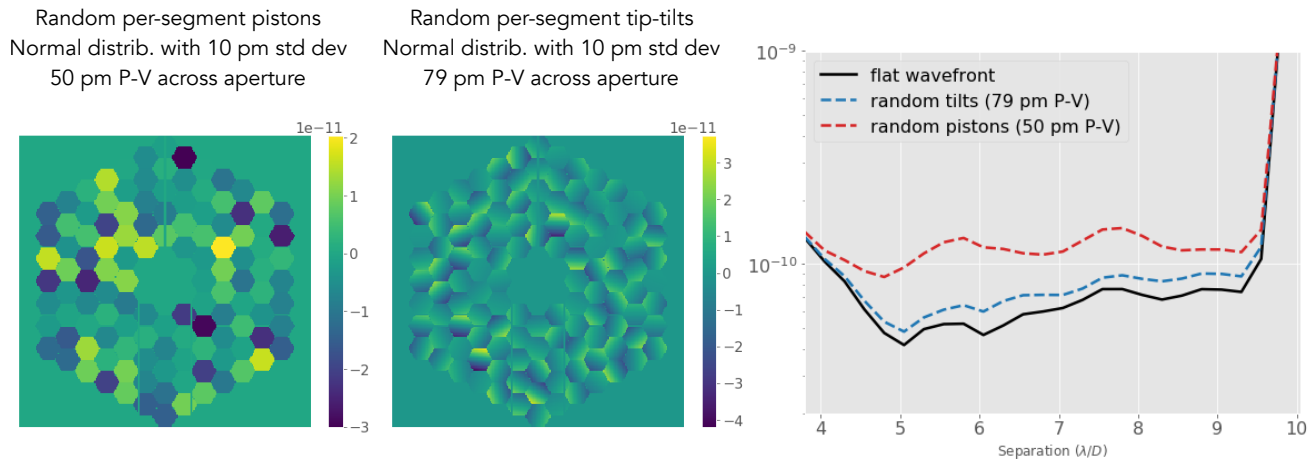 Random per-segment pistons
Normal distrib. with 10 pm std dev
50 pm P-V across aperture
1e−11
2
1
0
−1
−2
−3
Random per-segment tip-tilts
Normal distrib. with 10 pm std dev
79 pm P-V across aperture
1e−11
3
2
1
0
−1
−2
−3
−4
10⁻⁹
10⁻¹⁰
flat wavefront
random tilts (79 pm P-V)
random pistons (50 pm P-V)
4 5 6 7 8 9 10
Separation (λ/D)